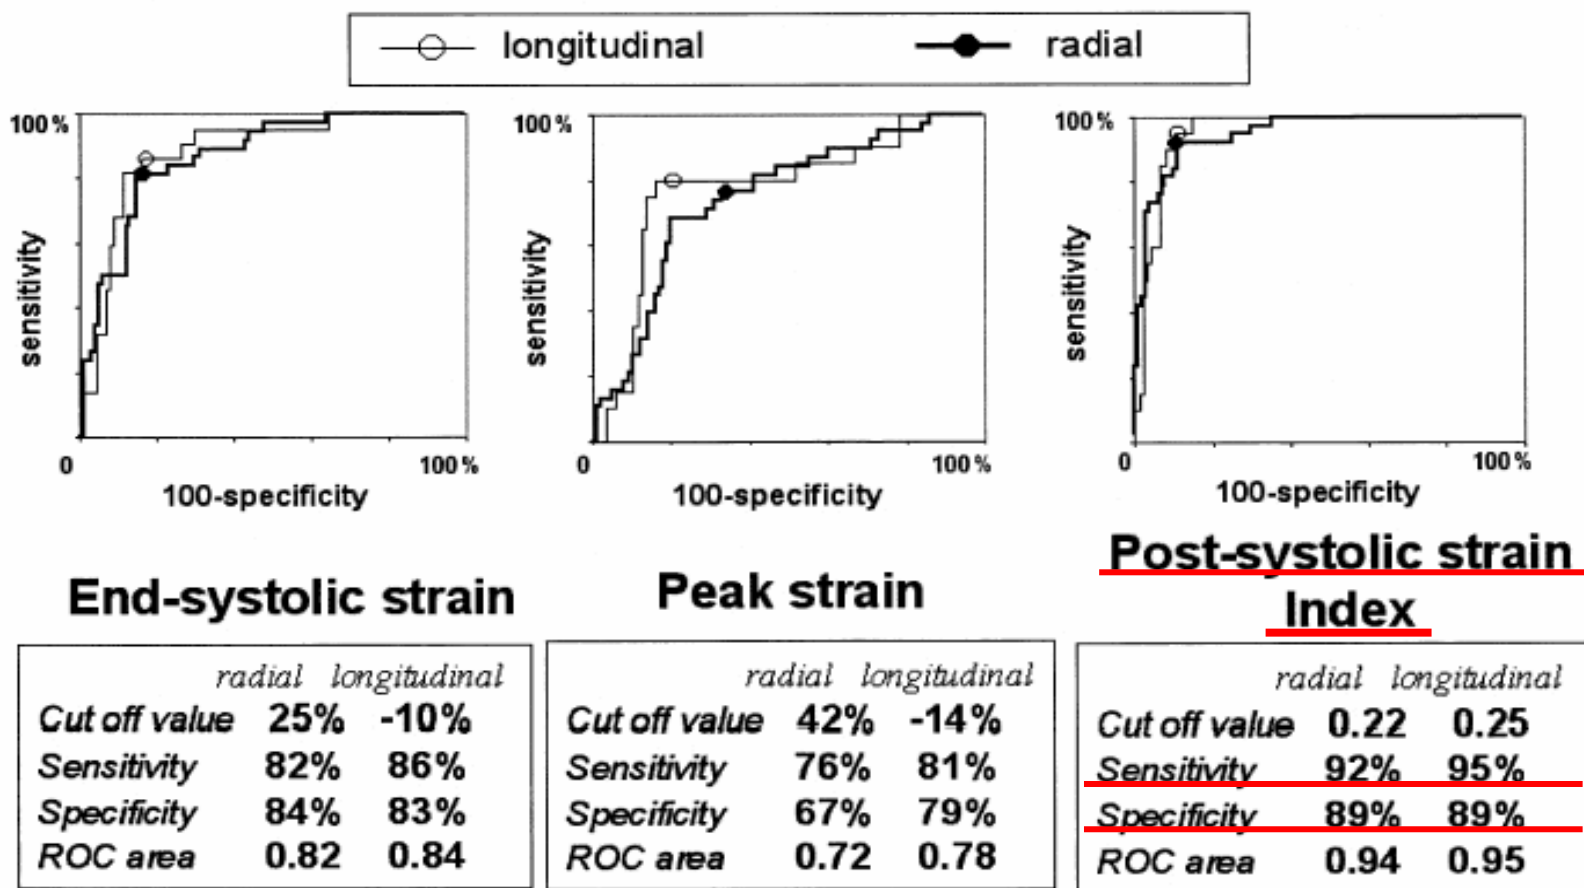 longitudinal radial
100%
sensitivity
0 100%
100-specificity
End-systolic strain
radial longitudinal
Cut off value 25% -10%
Sensitivity 82% 86%
Specificity 84% 83%
ROC area 0.82 0.84
100%
sensitivity
0 100%
100-specificity
Peak strain
radial longitudinal
Cut off value 42% -14%
Sensitivity 76% 81%
Specificity 67% 79%
ROC area 0.72 0.78
100%
sensitivity
0 100%
100-specificity
Post-systolic strain
Index
radial longitudinal
Cut off value 0.22 0.25
Sensitivity 92% 95%
Specificity 89% 89%
ROC area 0.94 0.95